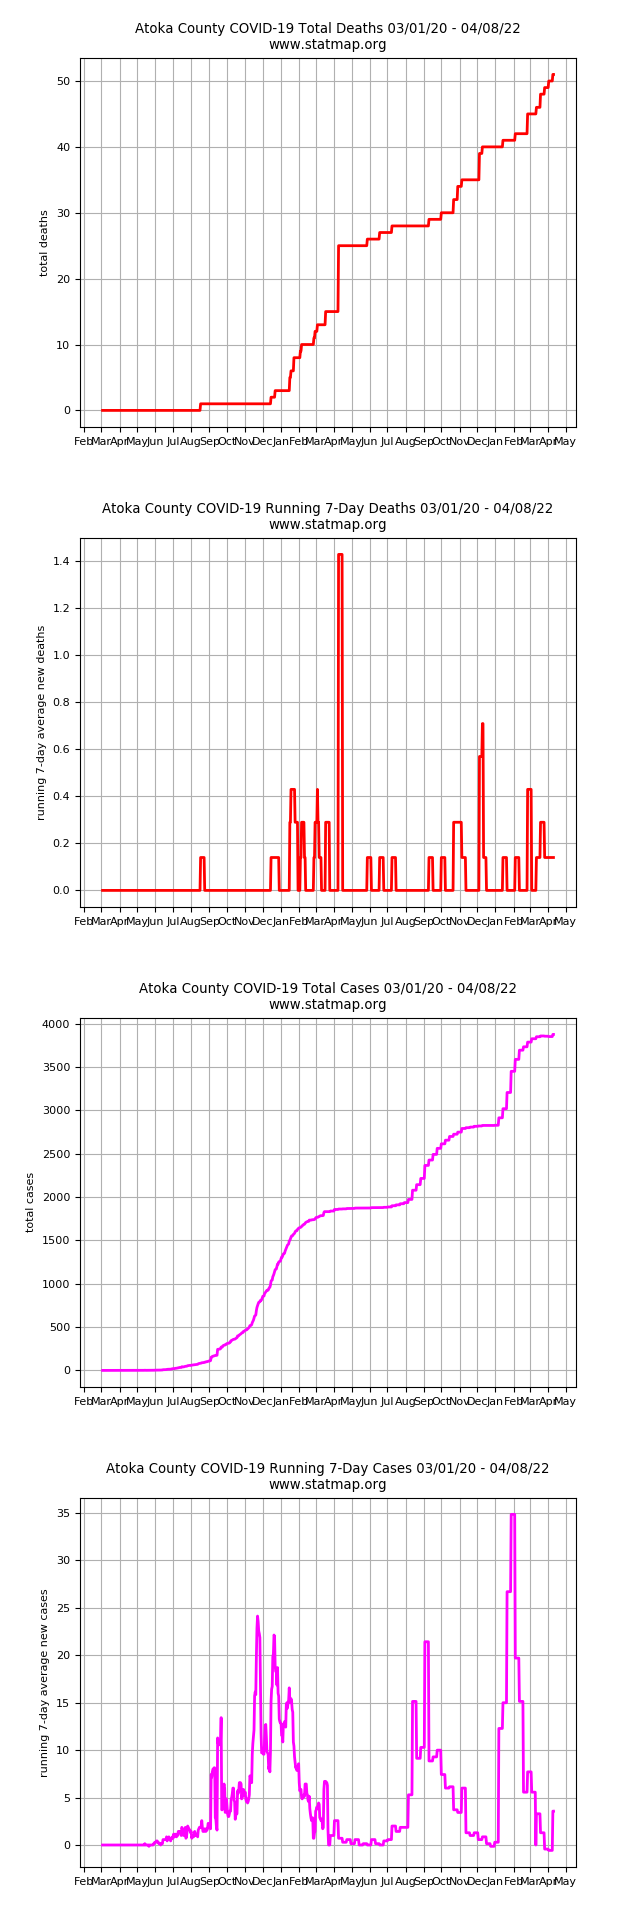 Atoka County COVID-19 Total Deaths 03/01/20 - 04/08/22
www.statmap.org
50
40
30
20
10
0
total deaths
Feb Mar Apr May Jun Jul Aug Sep Oct Nov Dec Jan Feb Mar Apr May Jun Jul Aug Sep Oct Nov Dec Jan Feb Mar Apr May
Atoka County COVID-19 Running 7-Day Deaths 03/01/20 - 04/08/22
www.statmap.org
1.4
1.2
1.0
0.8
0.6
0.4
0.2
0.0
running 7-day average new deaths
Feb Mar Apr May Jun Jul Aug Sep Oct Nov Dec Jan Feb Mar Apr May Jun Jul Aug Sep Oct Nov Dec Jan Feb Mar Apr May
Atoka County COVID-19 Total Cases 03/01/20 - 04/08/22
www.statmap.org
4000
3500
3000
2500
2000
1500
1000
500
0
total cases
Feb Mar Apr May Jun Jul Aug Sep Oct Nov Dec Jan Feb Mar Apr May Jun Jul Aug Sep Oct Nov Dec Jan Feb Mar Apr May
Atoka County COVID-19 Running 7-Day Cases 03/01/20 - 04/08/22
www.statmap.org
35
30
25
20
15
10
5
0
running 7-day average new cases
Feb Mar Apr May Jun Jul Aug Sep Oct Nov Dec Jan Feb Mar Apr May Jun Jul Aug Sep Oct Nov Dec Jan Feb Mar Apr May